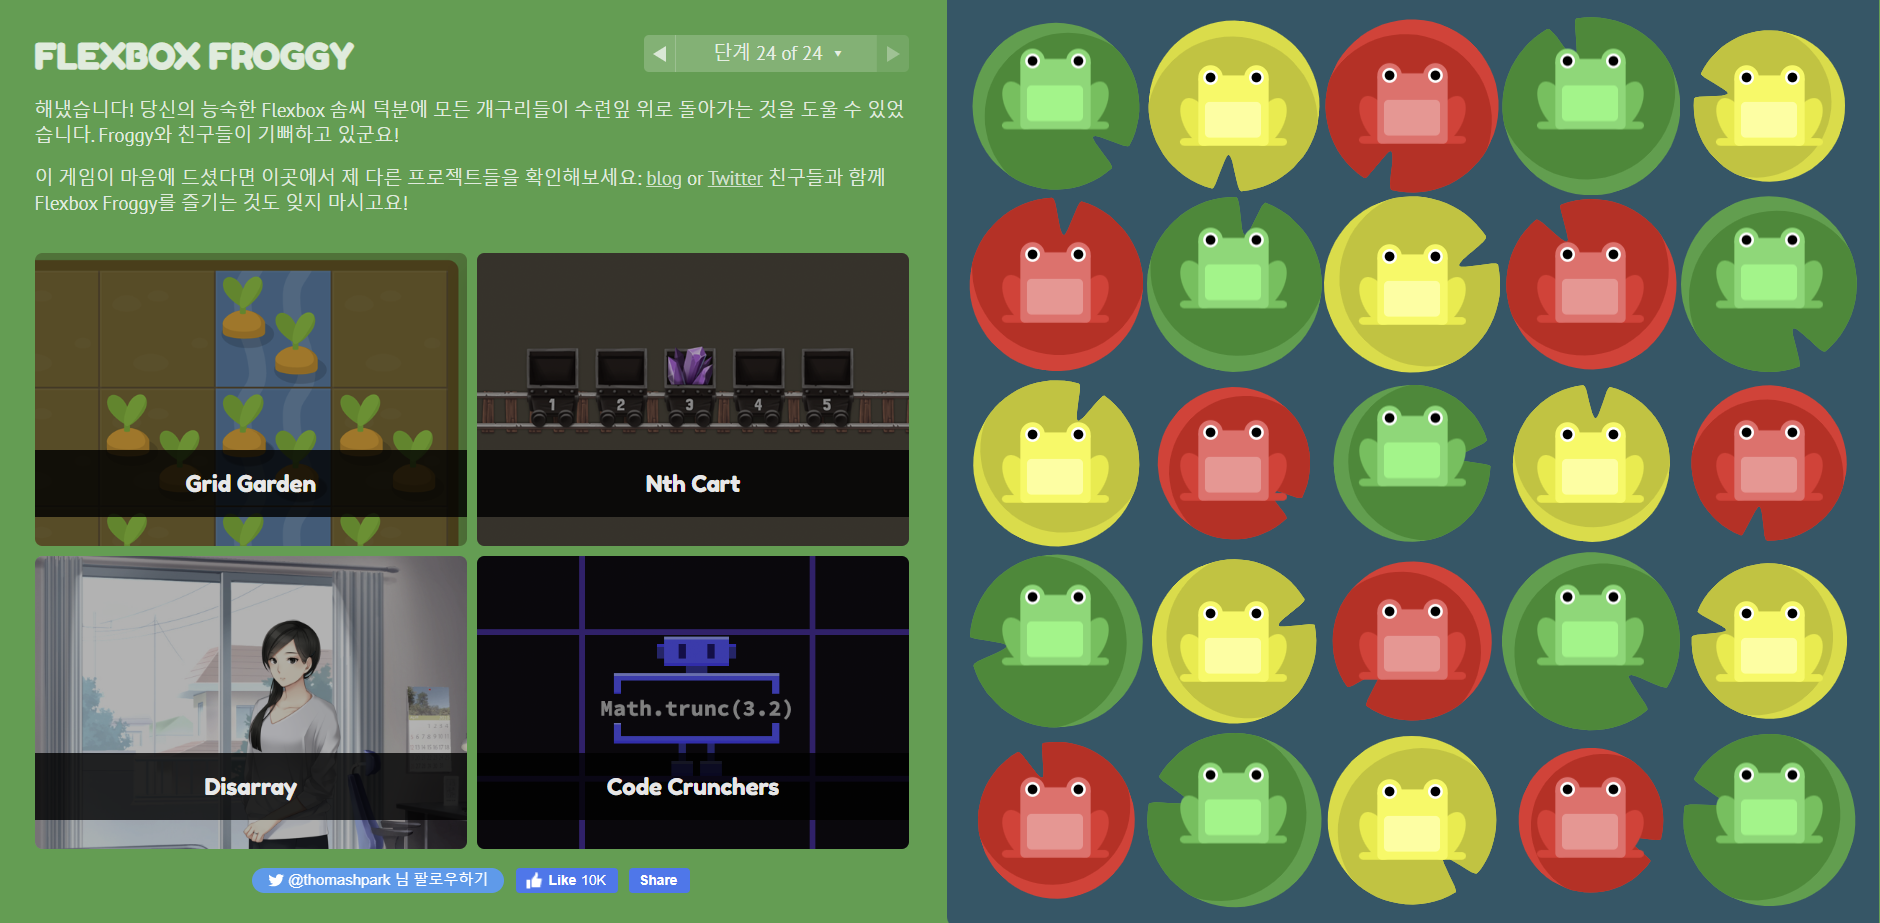 FLEXBOX FROGGY
단계 24 of 24
해냈습니다! 당신의 능숙한 Flexbox 솜씨 덕분에 모든 개구리들이 수련잎 위로 돌아가는 것을 도울 수 있었
습니다. Froggy와 친구들이 기뻐하고 있군요!
이 게임이 마음에 드셨다면 이곳에서 제 다른 프로젝트들을 확인해보세요: blog or Twitter 친구들과 함께
Flexbox Froggy를 즐기는 것도 잊지 마시고요!
1 2 3 4 5
Grid Garden
Nth Cart
Math.trunc(3.2)
Disarray
Code Crunchers
@thomashpark 님 팔로우하기
Like 10K
Share